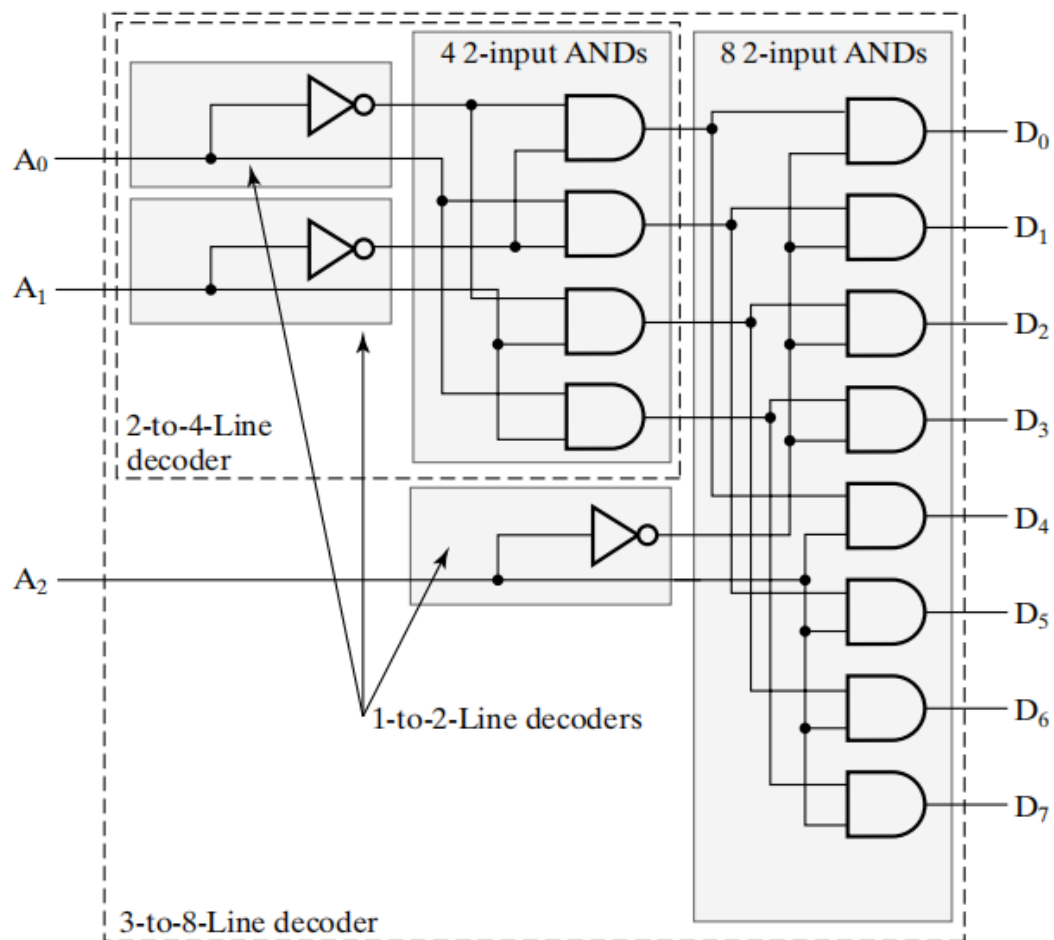 4 2-input ANDs
8 2-input ANDs
A0
D0
D1
A1
D2
D3
2-to-4-Line
decoder
D4
A2
D5
1-to-2-Line decoders
D6
D7
3-to-8-Line decoder